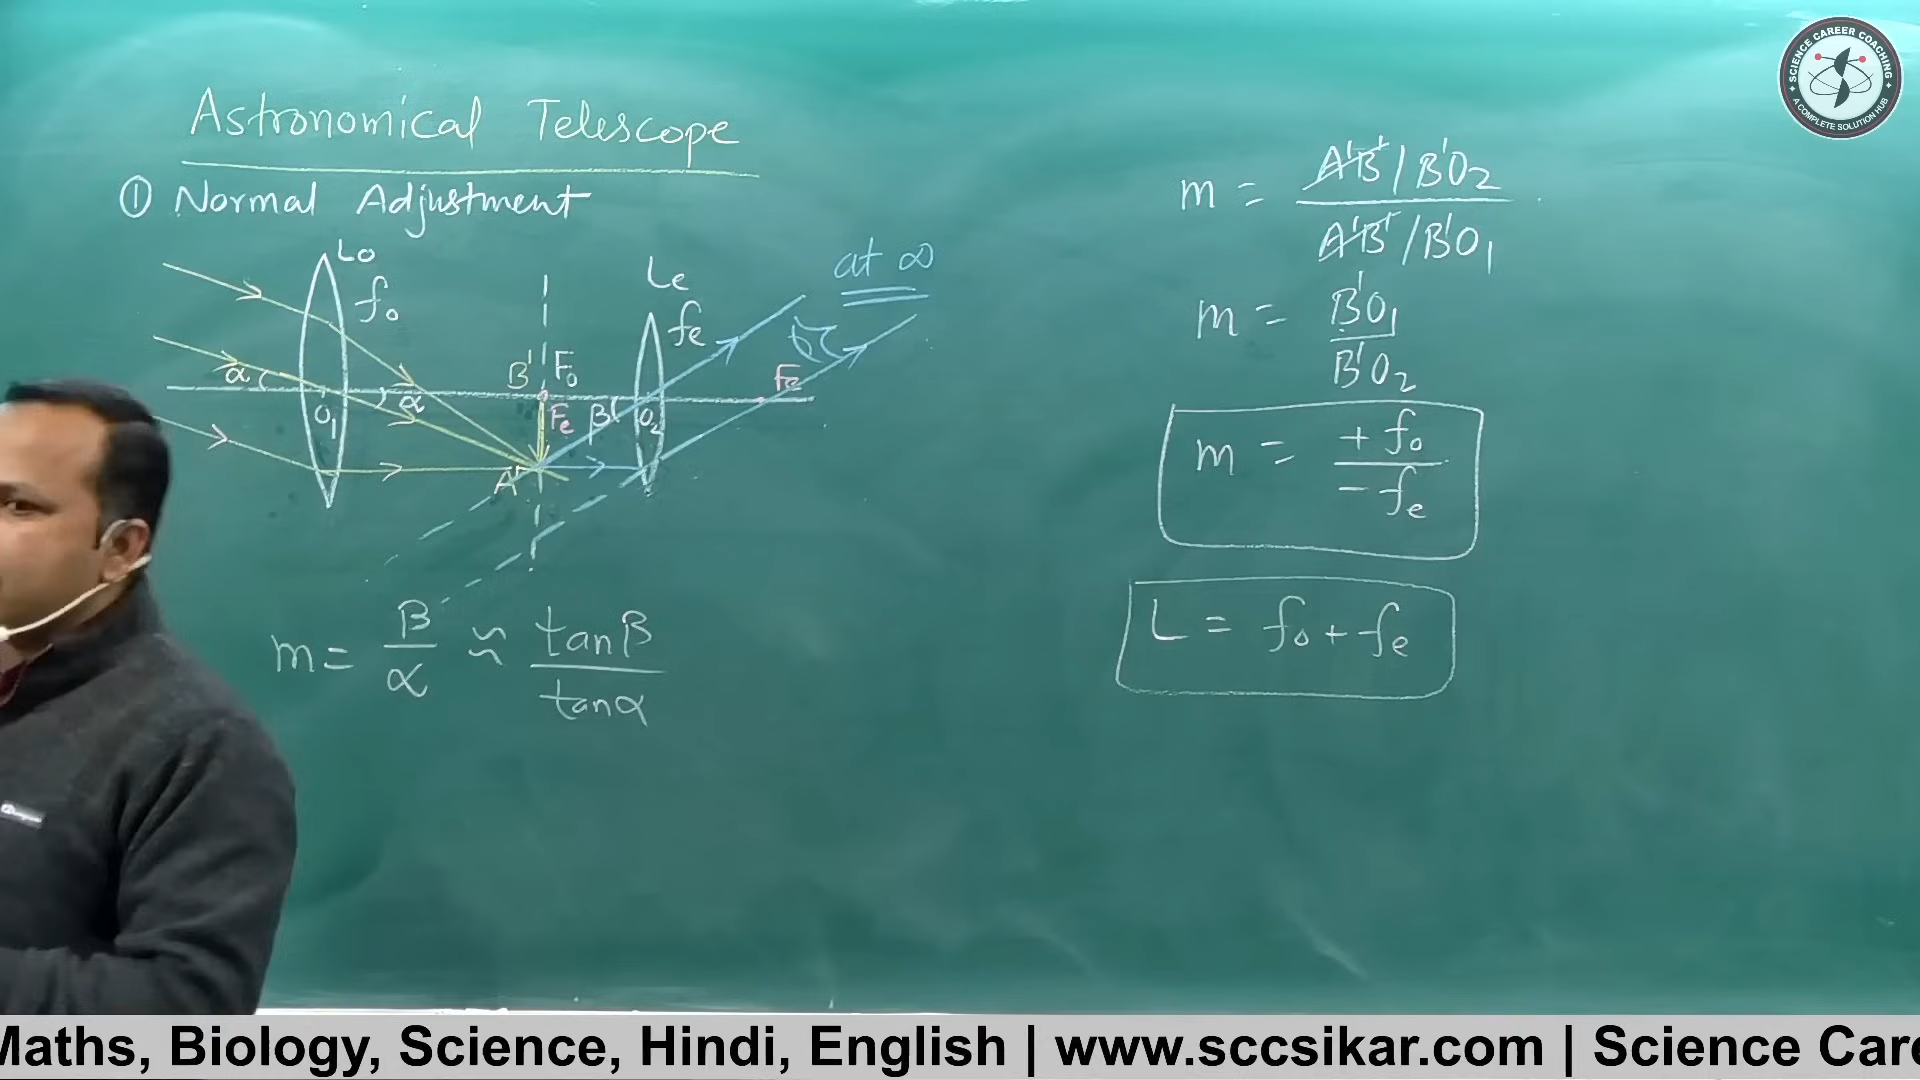 Astronomical Telescope
① Normal Adjustment
Lo
fo
Le
fe
at ∞
B' Fo
Fe
α
α
O1
Fe
β
O2
A'
m = β/α ≈ tanβ/tanα
m = A'B'/B'O2 / A'B'/B'O1
m = B'O1/B'O2
m = +fo/-fe
L = fo + fe
SCIENCE CAREER COACHING
A COMPLETE SOLUTION HUB
Maths, Biology, Science, Hindi, English | www.sccsikar.com | Science Care